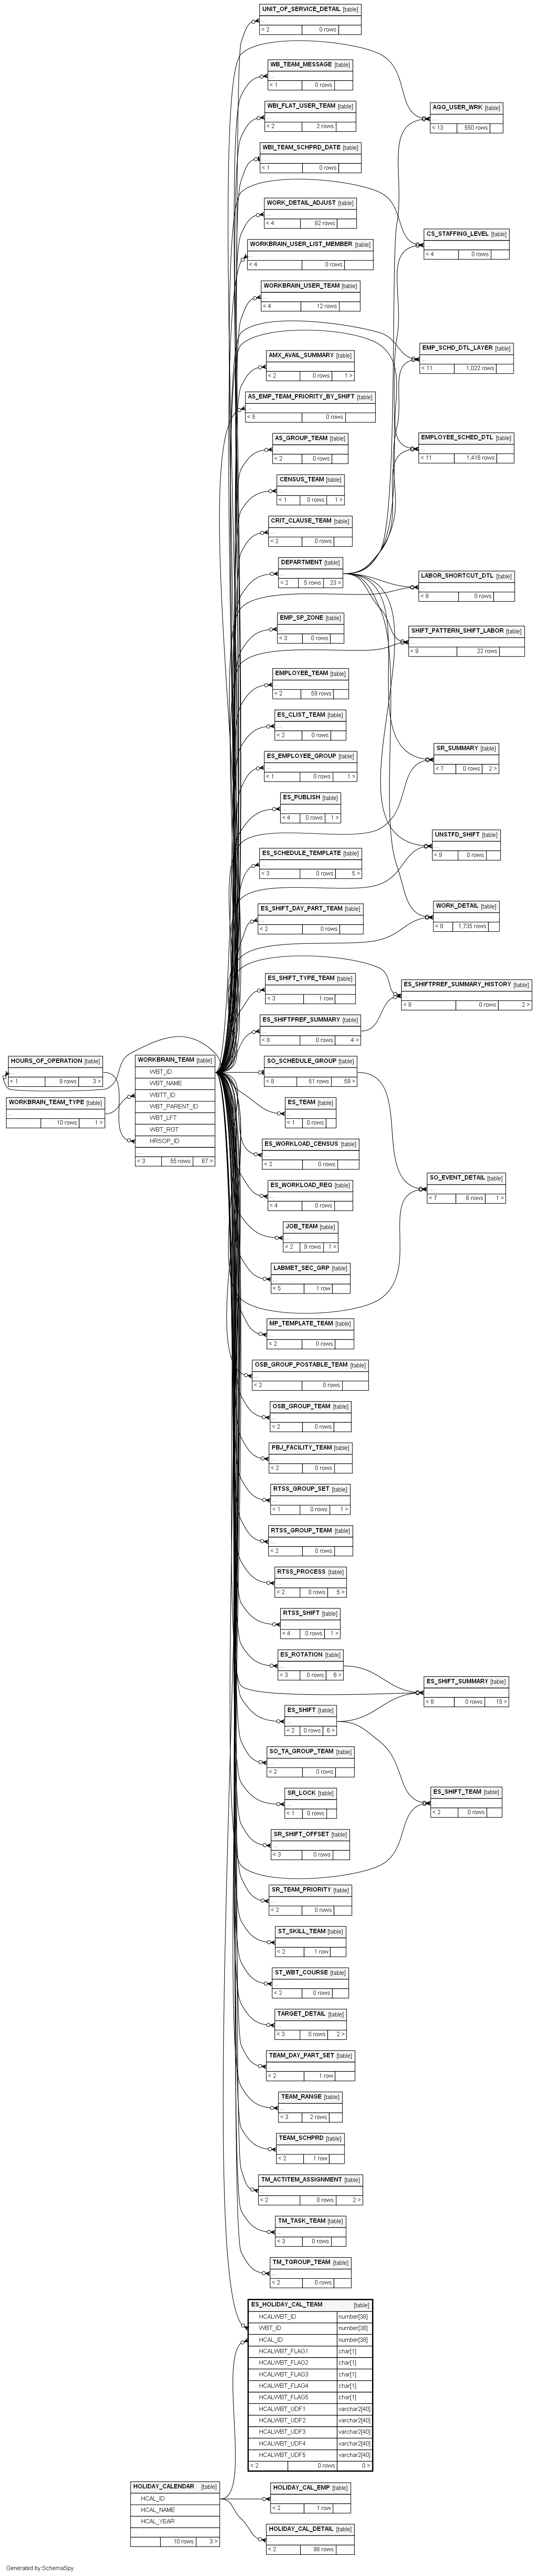 UNIT_OF_SERVICE_DETAIL [table]
...
< 2 0 rows
WB_TEAM_MESSAGE [table]
...
< 1 0 rows
WBI_FLAT_USER_TEAM [table]
...
< 2 2 rows
WBI_TEAM_SCHPRD_DATE [table]
...
< 1 0 rows
WORK_DETAIL_ADJUST [table]
...
< 4 92 rows
WORKBRAIN_USER_LIST_MEMBER [table]
...
< 4 0 rows
WORKBRAIN_USER_TEAM [table]
...
< 4 12 rows
AMX_AVAIL_SUMMARY [table]
...
< 2 0 rows 1 >
AS_EMP_TEAM_PRIORITY_BY_SHIFT [table]
...
< 5 0 rows
AS_GROUP_TEAM [table]
...
< 2 0 rows
CENSUS_TEAM [table]
...
< 1 0 rows 1 >
CRIT_CLAUSE_TEAM [table]
...
< 2 0 rows
DEPARTMENT [table]
...
< 2 5 rows 23 >
EMP_SP_ZONE [table]
...
< 3 0 rows
EMPLOYEE_TEAM [table]
...
< 2 59 rows
ES_CLIST_TEAM [table]
...
< 2 0 rows
ES_EMPLOYEE_GROUP [table]
...
< 1 0 rows 1 >
ES_PUBLISH [table]
...
< 4 0 rows 1 >
ES_SCHEDULE_TEMPLATE [table]
...
< 3 0 rows 5 >
ES_SHIFT_DAY_PART_TEAM [table]
...
< 2 0 rows
ES_SHIFT_TYPE_TEAM [table]
...
< 3 1 row
ES_SHIFTPREF_SUMMARY [table]
...
< 8 0 rows 4 >
SO_SCHEDULE_GROUP [table]
...
< 8 51 rows 59 >
ES_TEAM [table]
...
< 1 0 rows
ES_WORKLOAD_CENSUS [table]
...
< 2 0 rows
ES_WORKLOAD_REQ [table]
...
< 4 0 rows
JOB_TEAM [table]
...
< 2 9 rows 1 >
LABMET_SEC_GRP [table]
...
< 5 1 row
MP_TEMPLATE_TEAM [table]
...
< 2 0 rows
OSB_GROUP_POSTABLE_TEAM [table]
...
< 2 0 rows
OSB_GROUP_TEAM [table]
...
< 2 0 rows
PBJ_FACILITY_TEAM [table]
...
< 2 0 rows
RTSS_GROUP_SET [table]
...
< 1 0 rows 1 >
RTSS_GROUP_TEAM [table]
...
< 2 0 rows
RTSS_PROCESS [table]
...
< 2 0 rows 5 >
RTSS_SHIFT [table]
...
< 4 0 rows 1 >
ES_ROTATION [table]
...
< 3 0 rows 6 >
ES_SHIFT [table]
...
< 2 0 rows 6 >
SO_TA_GROUP_TEAM [table]
...
< 2 0 rows
SR_LOCK [table]
...
< 1 0 rows
SR_SHIFT_OFFSET [table]
...
< 3 0 rows
SR_TEAM_PRIORITY [table]
...
< 2 0 rows
ST_SKILL_TEAM [table]
...
< 2 1 row
ST_WBT_COURSE [table]
...
< 2 0 rows
TARGET_DETAIL [table]
...
< 3 0 rows 2 >
TEAM_DAY_PART_SET [table]
...
< 2 1 row
TEAM_RANGE [table]
...
< 3 2 rows
TEAM_SCHPRD [table]
...
< 2 1 row
TM_ACTITEM_ASSIGNMENT [table]
...
< 2 0 rows 2 >
TM_TASK_TEAM [table]
...
< 3 0 rows
TM_TGROUP_TEAM [table]
...
< 2 0 rows
AGG_USER_WRK [table]
...
< 13 550 rows
CS_STAFFING_LEVEL [table]
...
< 4 0 rows
EMP_SCHD_DTL_LAYER [table]
...
< 11 1,022 rows
EMPLOYEE_SCHED_DTL [table]
...
< 11 1,416 rows
LABOR_SHORTCUT_DTL [table]
...
< 8 0 rows
SHIFT_PATTERN_SHIFT_LABOR [table]
...
< 9 22 rows
SR_SUMMARY [table]
...
< 7 0 rows 2 >
UNSTFD_SHIFT [table]
...
< 9 0 rows
WORK_DETAIL [table]
...
< 8 1,735 rows
ES_SHIFTPREF_SUMMARY_HISTORY [table]
...
< 9 0 rows 2 >
SO_EVENT_DETAIL [table]
...
< 7 6 rows 1 >
ES_SHIFT_SUMMARY [table]
...
< 8 0 rows 15 >
ES_SHIFT_TEAM [table]
...
< 2 0 rows
HOURS_OF_OPERATION [table]
...
< 1 9 rows 3 >
WORKBRAIN_TEAM_TYPE [table]
...
10 rows 1 >
WORKBRAIN_TEAM [table]
WBT_ID
WBT_NAME
WBTT_ID
WBT_PARENT_ID
WBT_LFT
WBT_RGT
HRSOP_ID
...
< 3 55 rows 67 >
ES_HOLIDAY_CAL_TEAM [table]
HCALWBT_ID number[38]
WBT_ID number[38]
HCAL_ID number[38]
HCALWBT_FLAG1 char[1]
HCALWBT_FLAG2 char[1]
HCALWBT_FLAG3 char[1]
HCALWBT_FLAG4 char[1]
HCALWBT_FLAG5 char[1]
HCALWBT_UDF1 varchar2[40]
HCALWBT_UDF2 varchar2[40]
HCALWBT_UDF3 varchar2[40]
HCALWBT_UDF4 varchar2[40]
HCALWBT_UDF5 varchar2[40]
< 2 0 rows 0 >
HOLIDAY_CALENDAR [table]
HCAL_ID
HCAL_NAME
HCAL_YEAR
...
10 rows 3 >
HOLIDAY_CAL_EMP [table]
...
< 2 1 row
HOLIDAY_CAL_DETAIL [table]
...
< 2 98 rows
Generated by SchemaSpy